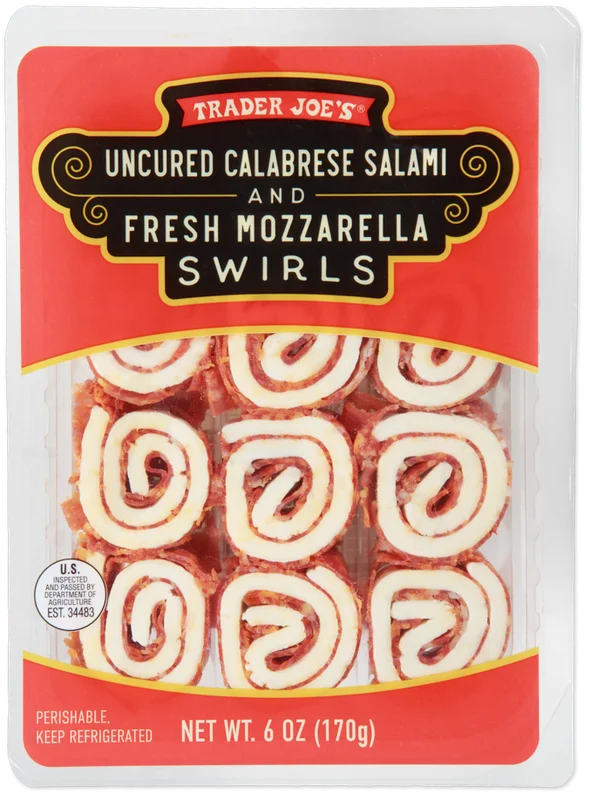 TRADER JOE'S®
UNCURED CALABRESE SALAMI
AND
FRESH MOZZARELLA
SWIRLS
U.S.
INSPECTED
AND PASSED BY
DEPARTMENT OF
AGRICULTURE
EST. 34483
PERISHABLE,
KEEP REFRIGERATED
NET WT. 6 OZ (170g)